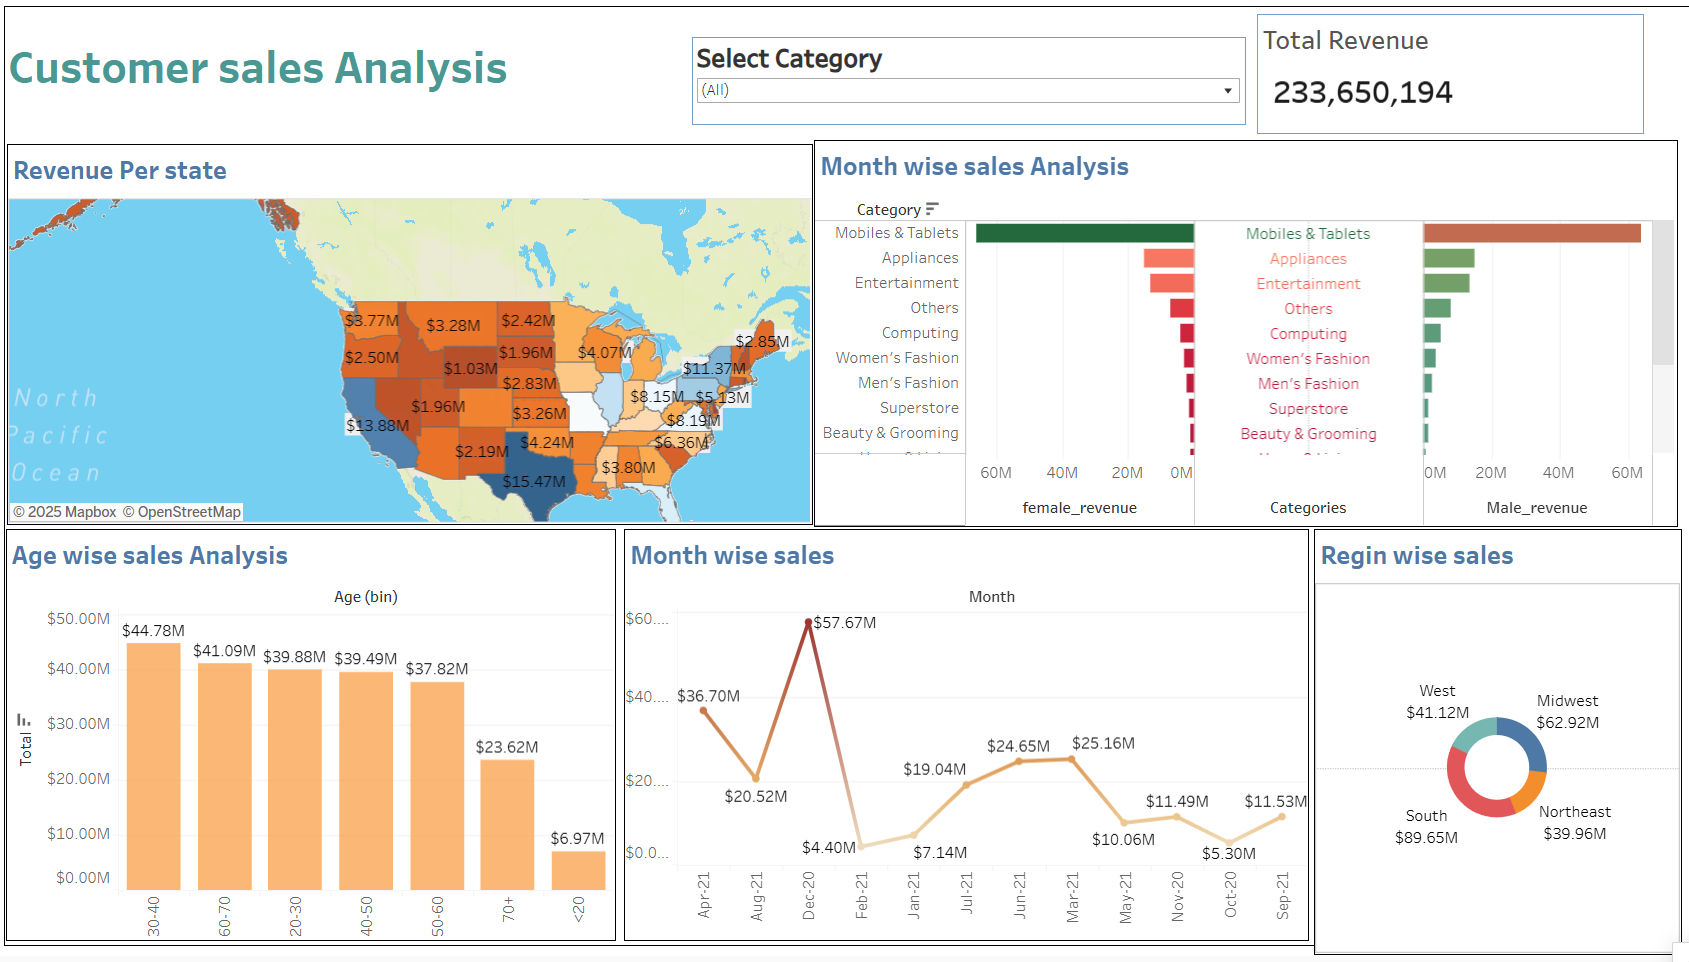 Customer sales Analysis
Select Category
(All)
Total Revenue
233,650,194
Revenue Per state
North
Pacific
Ocean
$3.77M
$3.28M
$2.42M
$2.85M
$2.50M
$1.96M
$4.07M
$1.03M
$11.37M
$2.83M
$1.96M
$8.15M
$5.13M
$3.26M
$13.88M
$8.19M
$4.24M
$6.36M
$2.19M
$3.80M
$15.47M
© 2025 Mapbox © OpenStreetMap
Month wise sales Analysis
Category
Mobiles & Tablets
Appliances
Entertainment
Others
Computing
Women's Fashion
Men's Fashion
Superstore
Beauty & Grooming
Mobiles & Tablets
Appliances
Entertainment
Others
Computing
Women's Fashion
Men's Fashion
Superstore
Beauty & Grooming
60M 40M 20M 0M
0M 20M 40M 60M
female_revenue
Categories
Male_revenue
Age wise sales Analysis
Age (bin)
Total
$50.00M
$40.00M
$30.00M
$20.00M
$10.00M
$0.00M
$44.78M
$41.09M
$39.88M
$39.49M
$37.82M
$23.62M
$6.97M
30-40
60-70
20-30
40-50
50-60
70+
<20
Month wise sales
Month
$60....
$40....
$20....
$0.0...
$36.70M
$20.52M
$57.67M
$4.40M
$7.14M
$19.04M
$24.65M
$25.16M
$10.06M
$11.49M
$5.30M
$11.53M
Apr-21
Aug-21
Dec-20
Feb-21
Jan-21
Jul-21
Jun-21
Mar-21
May-21
Nov-20
Oct-20
Sep-21
Regin wise sales
West
$41.12M
Midwest
$62.92M
South
$89.65M
Northeast
$39.96M